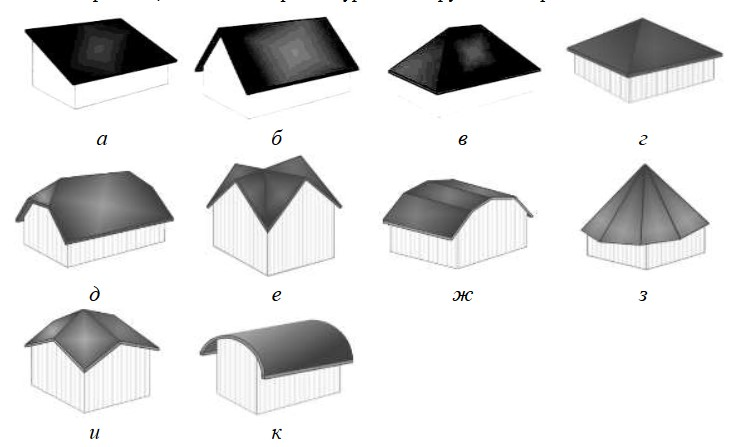 а б в г
д е ж з
и к